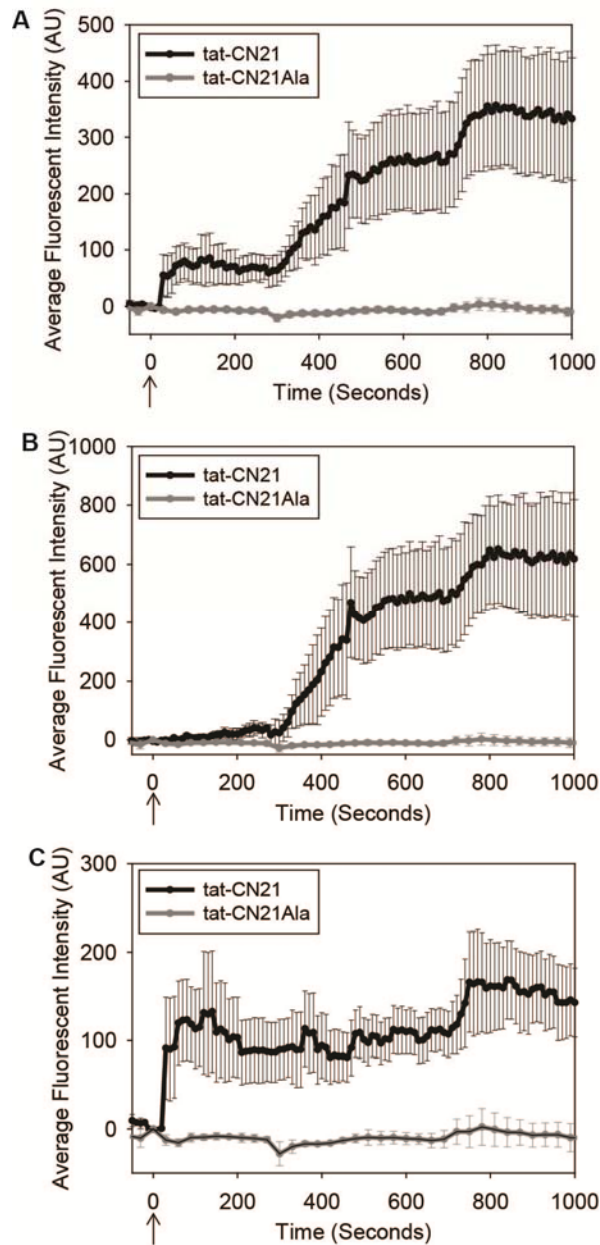 A
Average Fluorescent Intensity (AU)
500
400
300
200
100
0
tat-CN21
tat-CN21Ala
0 200 400 600 800 1000
Time (Seconds)
B
Average Fluorescent Intensity (AU)
1000
800
600
400
200
0
tat-CN21
tat-CN21Ala
0 200 400 600 800 1000
Time (Seconds)
C
Average Fluorescent Intensity (AU)
300
200
100
0
tat-CN21
tat-CN21Ala
0 200 400 600 800 1000
Time (Seconds)